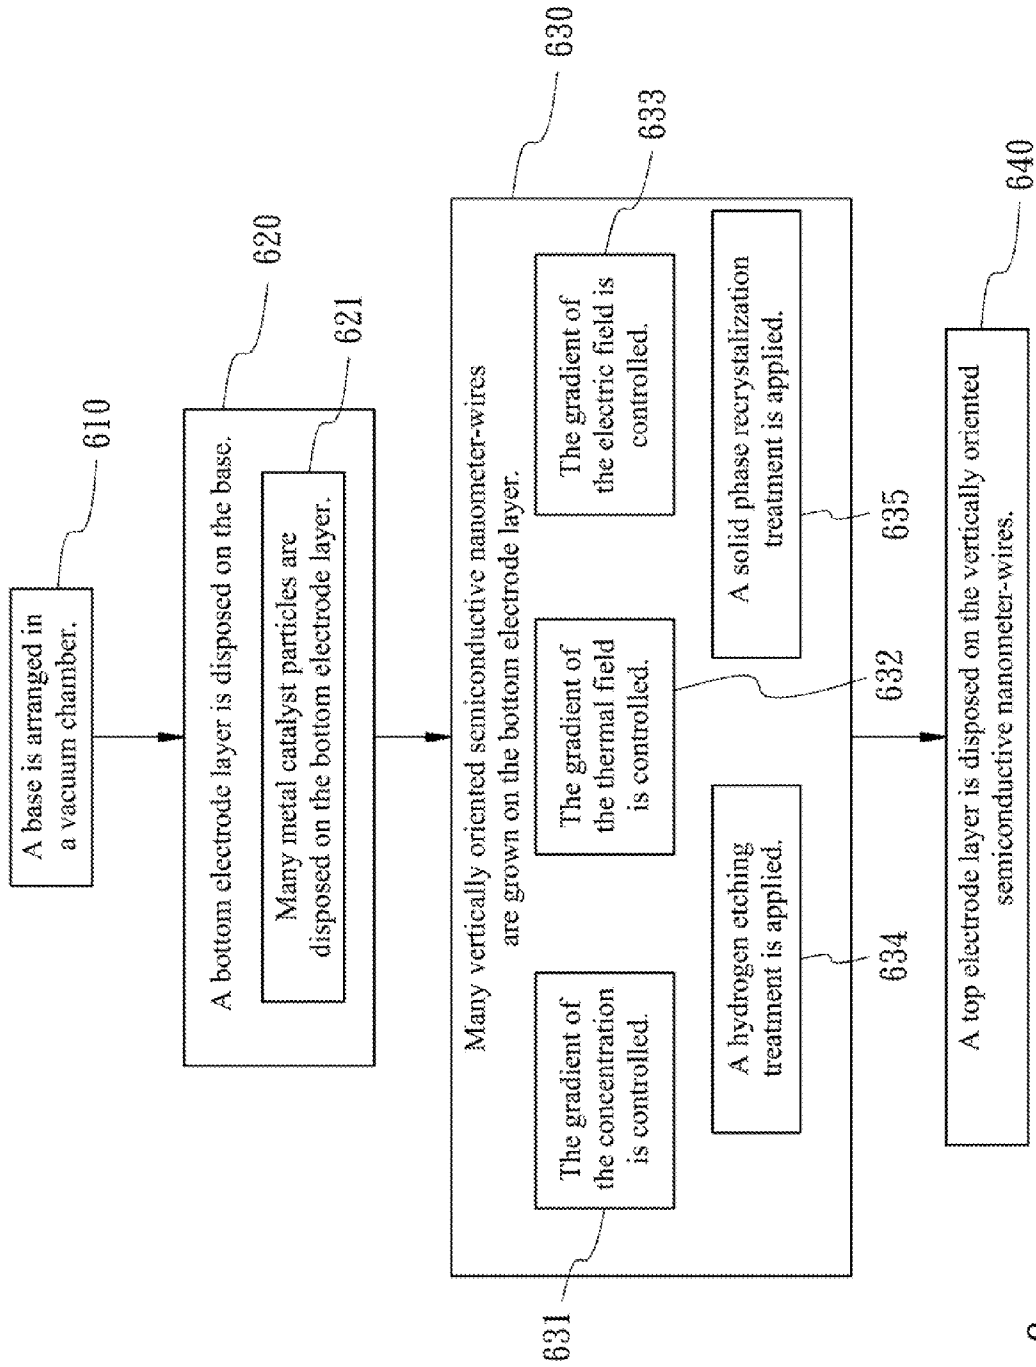 A base is arranged in
a vacuum chamber.
610
A bottom electrode layer is disposed on the base.
620
Many metal catalyst particles are
disposed on the bottom electrode layer.
621
Many vertically oriented semiconductive nanometer-wires
are grown on the bottom electrode layer.
630
The gradient of
the concentration
is controlled.
631
The gradient of
the thermal field
is controlled.
632
The gradient of
the electric field is
controlled.
633
A hydrogen etching
treatment is applied.
634
A solid phase recrystalization
treatment is applied.
635
A top electrode layer is disposed on the vertically oriented
semiconductive nanometer-wires.
640